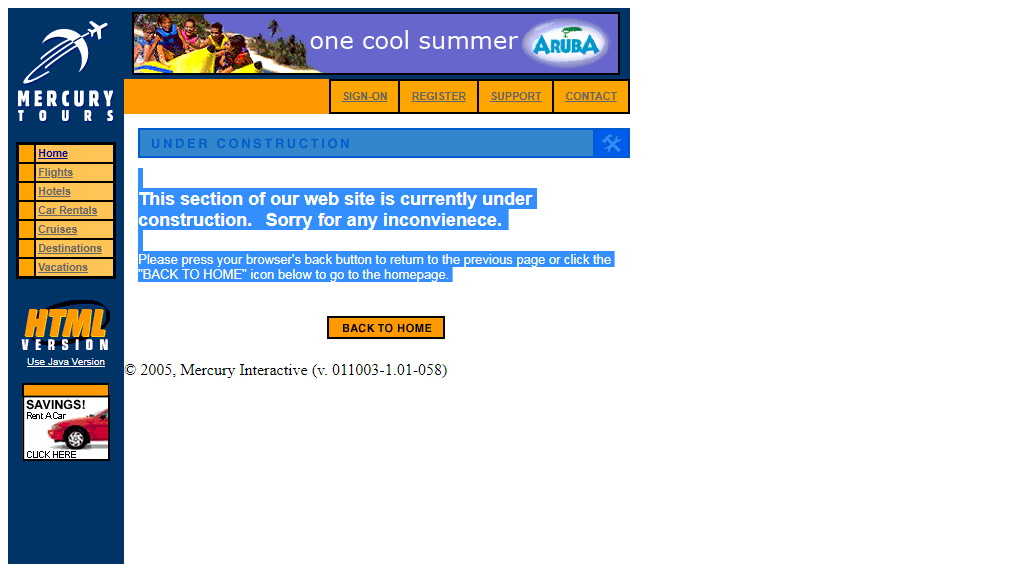 one cool summer ARUBA
MERCURY
TOURS
SIGN-ON REGISTER SUPPORT CONTACT
UNDER CONSTRUCTION
Home
Flights
Hotels
Car Rentals
Cruises
Destinations
Vacations
This section of our web site is currently under
construction. Sorry for any inconvienece.
Please press your browser's back button to return to the previous page or click the
"BACK TO HOME" icon below to go to the homepage.
BACK TO HOME
HTML
VERSION
Use Java Version
© 2005, Mercury Interactive (v. 011003-1.01-058)
SAVINGS!
Rent A Car
CLICK HERE